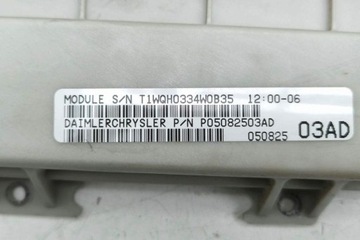 MODULE S/N T1WQH0334W0B35 12:00-06
DAIMLERCHRYSLER P/N P05082503AD
050825 03AD